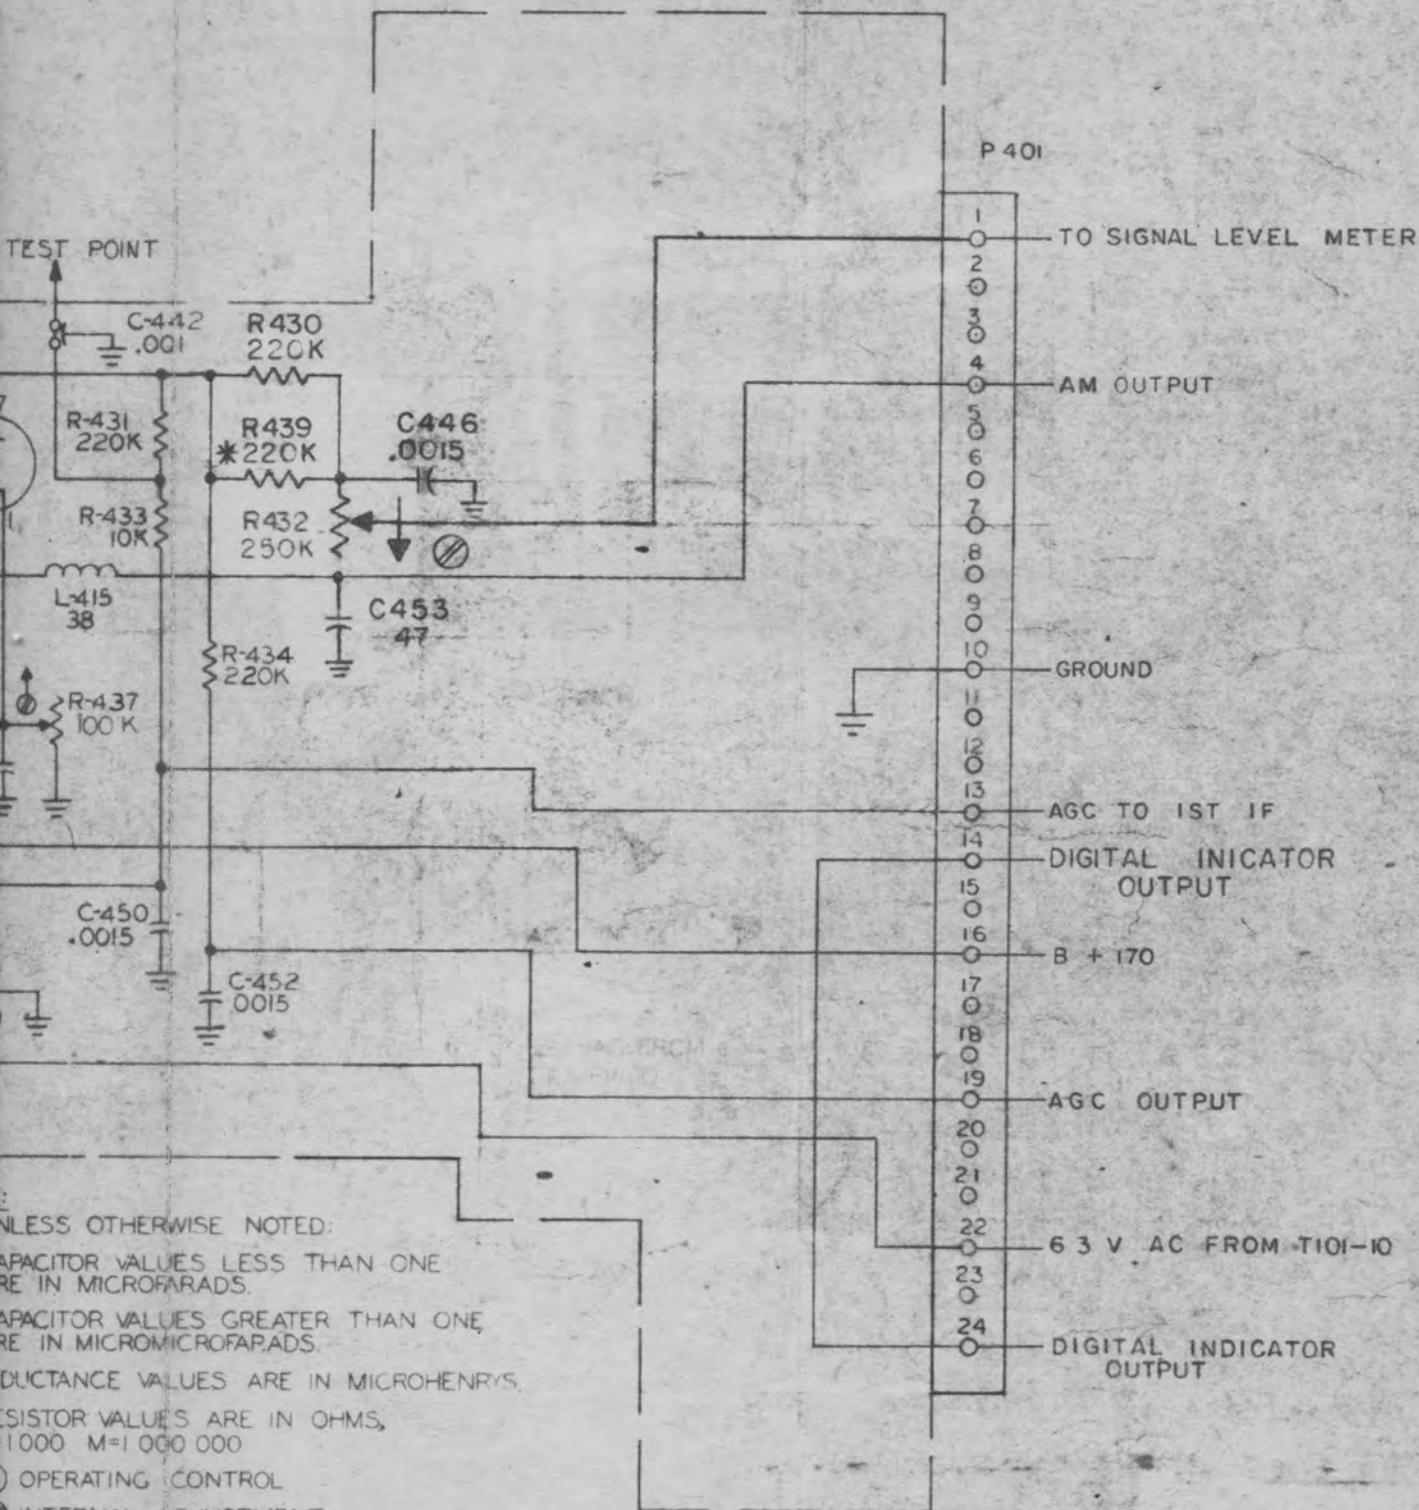 P 401
TEST POINT
C-442
.001
R430
220K
R-431
220K
R439
*220K
C446
.0015
R-433
10K
R432
250K
L-415
38
C453
47
R-434
220K
R-437
100 K
C-450
.0015
C-452
0015
1
TO SIGNAL LEVEL METER
2
3
4
AM OUTPUT
5
6
7
8
9
10
GROUND
11
12
13
AGC TO 1ST IF
14
DIGITAL INICATOR
OUTPUT
15
16
B + 170
17
18
19
AGC OUTPUT
20
21
22
6 3 V AC FROM T101-10
23
24
DIGITAL INDICATOR
OUTPUT
NLESS OTHERWISE NOTED:
APACITOR VALUES LESS THAN ONE
RE IN MICROFARADS.
APACITOR VALUES GREATER THAN ONE
RE IN MICROMICROFARADS.
DUCTANCE VALUES ARE IN MICROHENRYS.
ESISTOR VALUES ARE IN OHMS,
=1000 M=1 000 000
OPERATING CONTROL